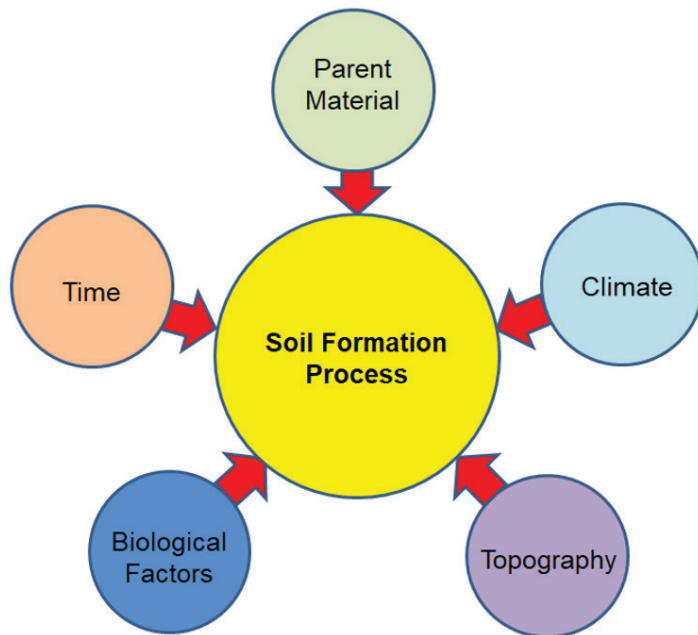 Parent
Material
Time
Climate
Soil Formation
Process
Biological
Factors
Topography